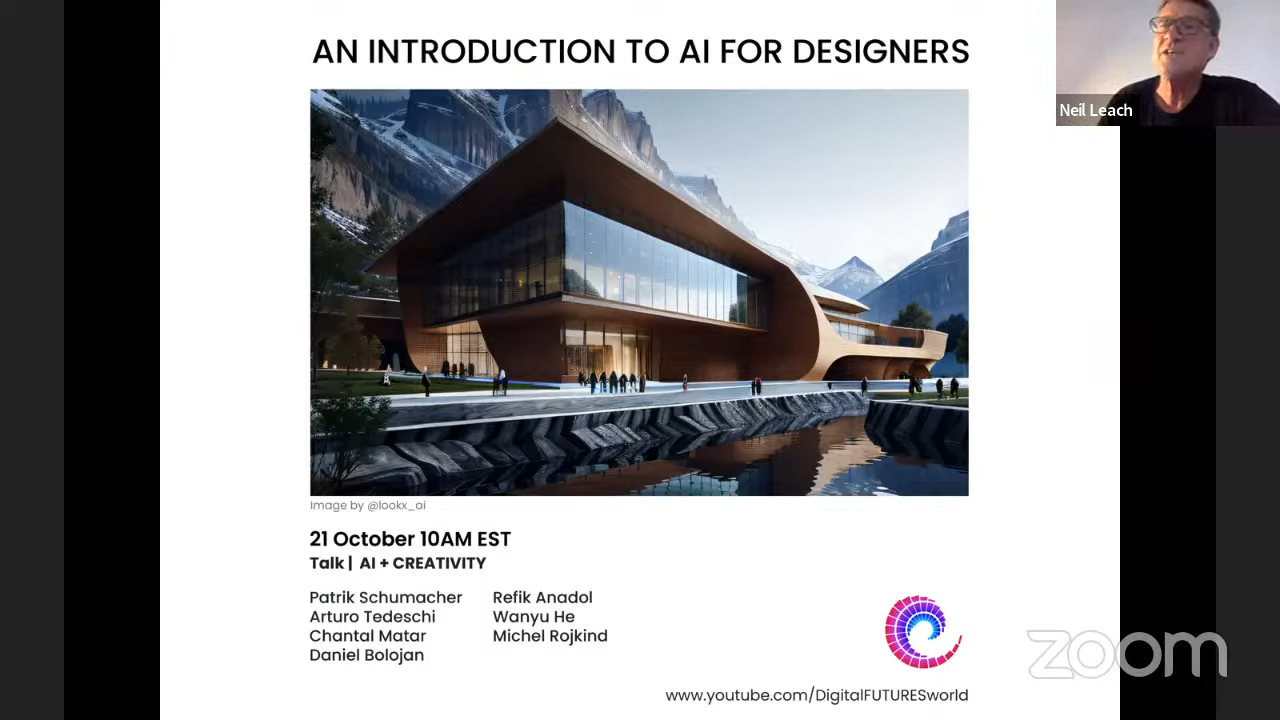 AN INTRODUCTION TO AI FOR DESIGNERS
Neil Leach
Image by @lookx_ai
21 October 10AM EST
Talk | AI + CREATIVITY
Patrik Schumacher
Arturo Tedeschi
Chantal Matar
Daniel Bolojan
Refik Anadol
Wanyu He
Michel Rojkind
zoom
www.youtube.com/DigitalFUTURESworld